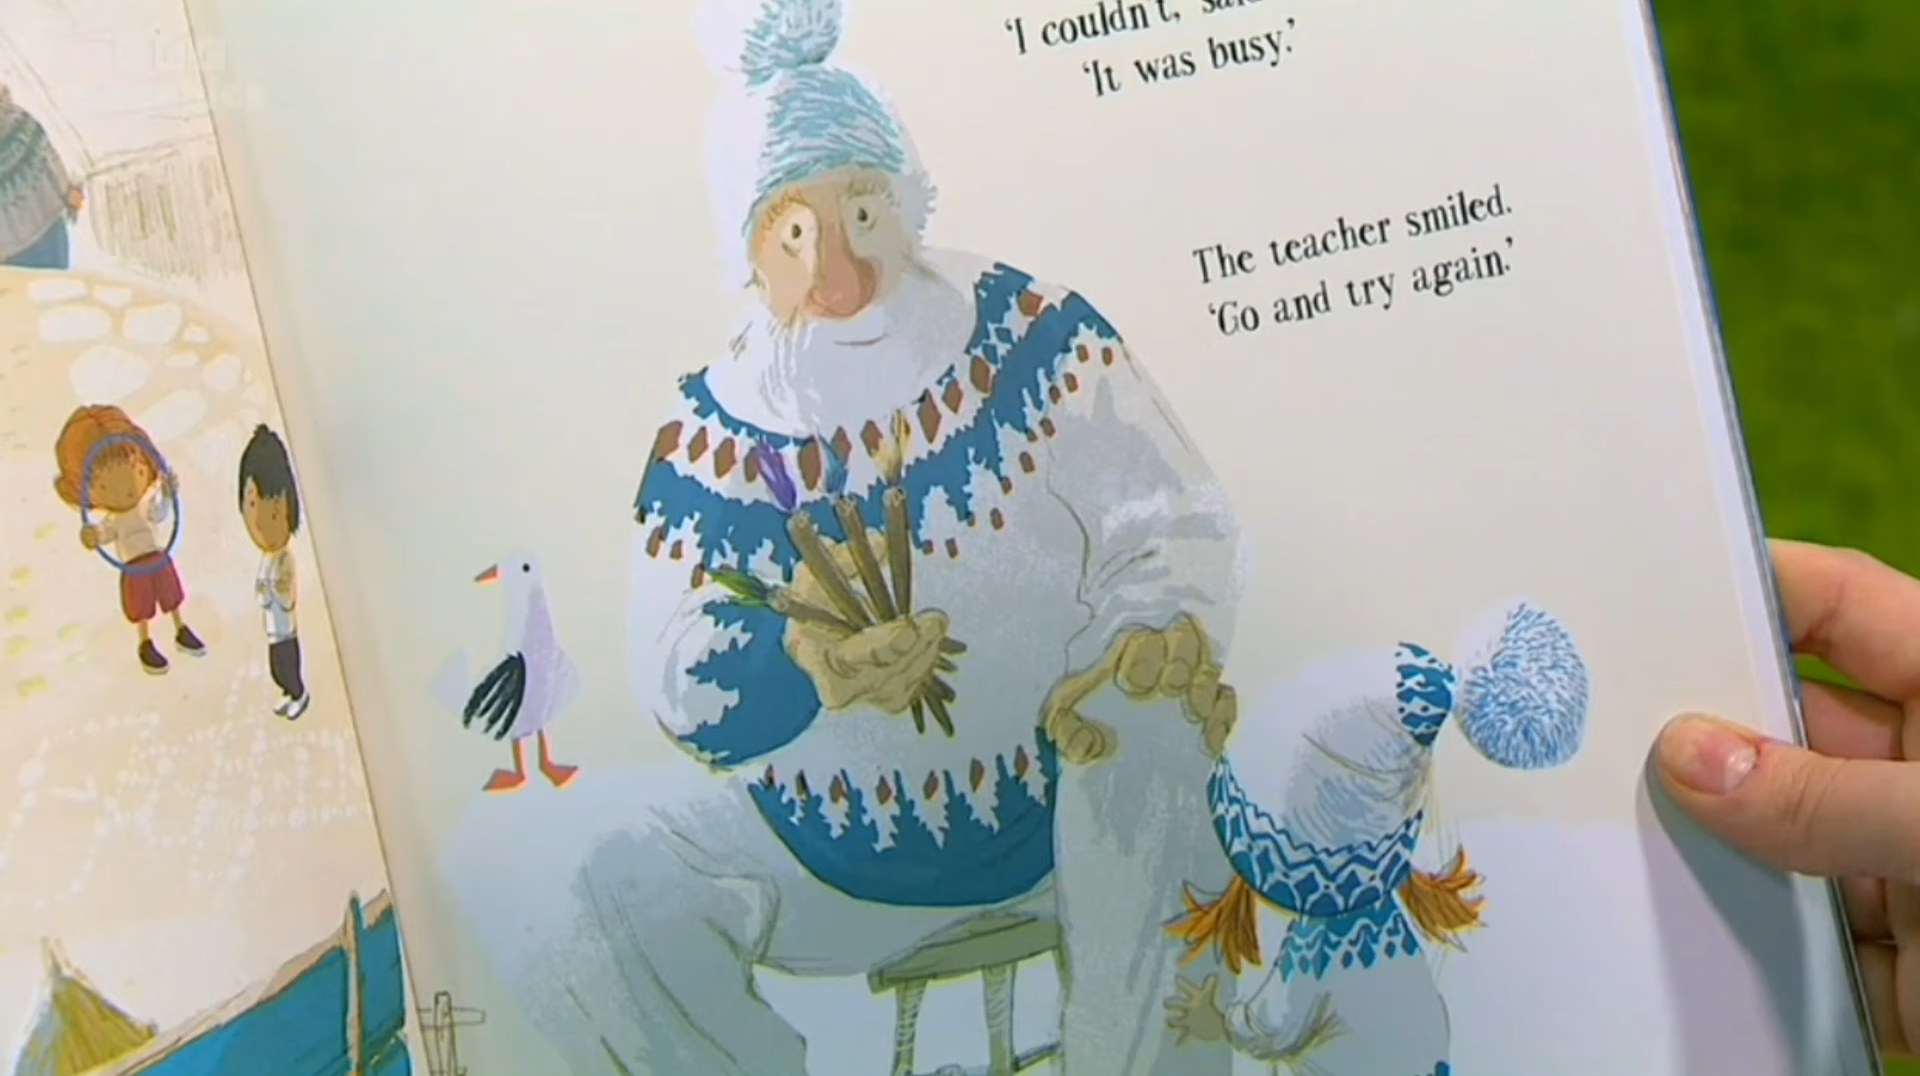 ‘I couldn't,
‘It was busy.’
The teacher smiled.
‘Go and try again.’